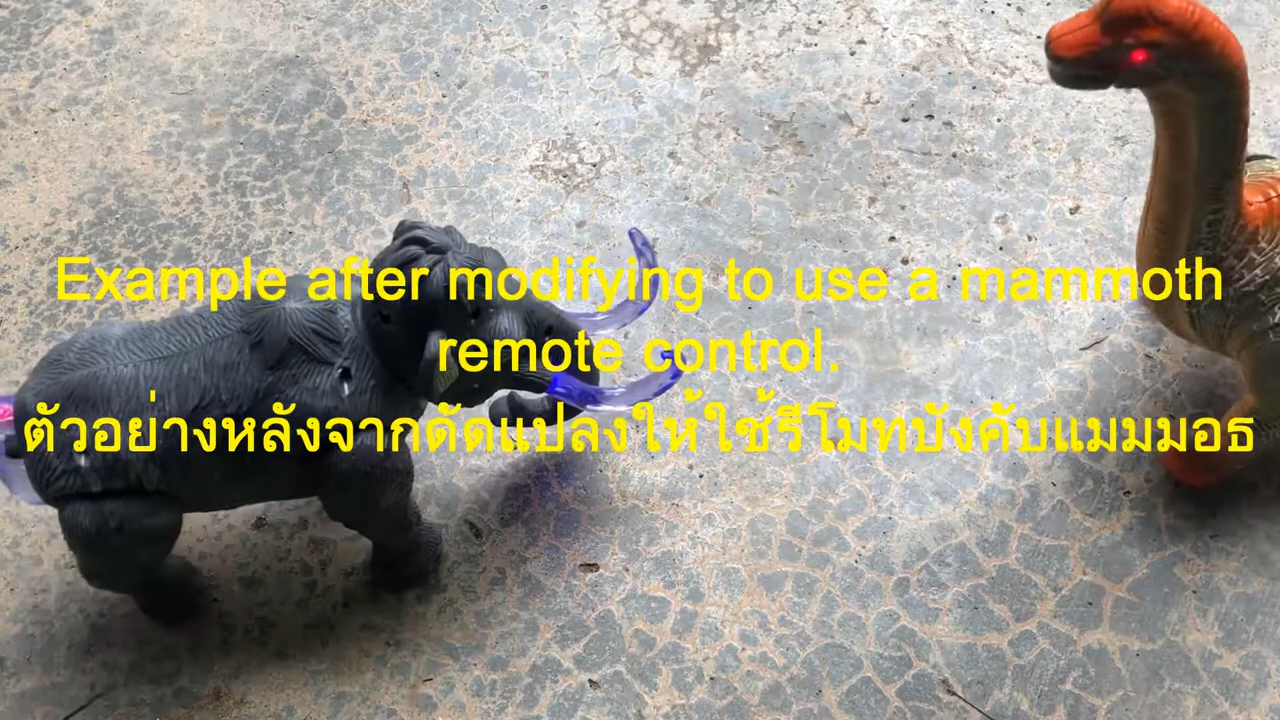 Example after modifying to use a mammoth
remote control.
ตัวอย่างหลังจากดัดแปลงให้ใช้รีโมทบังคับแมมมอธ